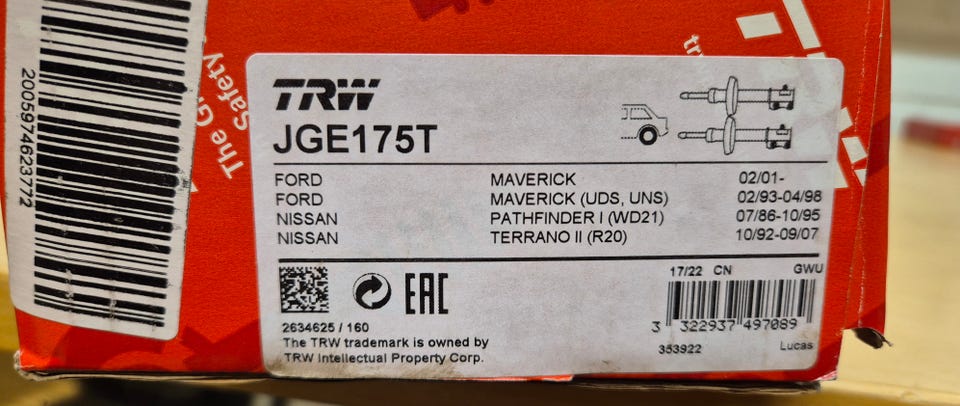 200597462372
The G
Safety
tr
TRW
JGE175T
FORD MAVERICK 02/01-
FORD MAVERICK (UDS, UNS) 02/93-04/98
NISSAN PATHFINDER I (WD21) 07/86-10/95
NISSAN TERRANO II (R20) 10/92-09/07
17/22 CN GWU
EAC
3 322937 497089
2634625 / 160
The TRW trademark is owned by
TRW Intellectual Property Corp.
353922 Lucas